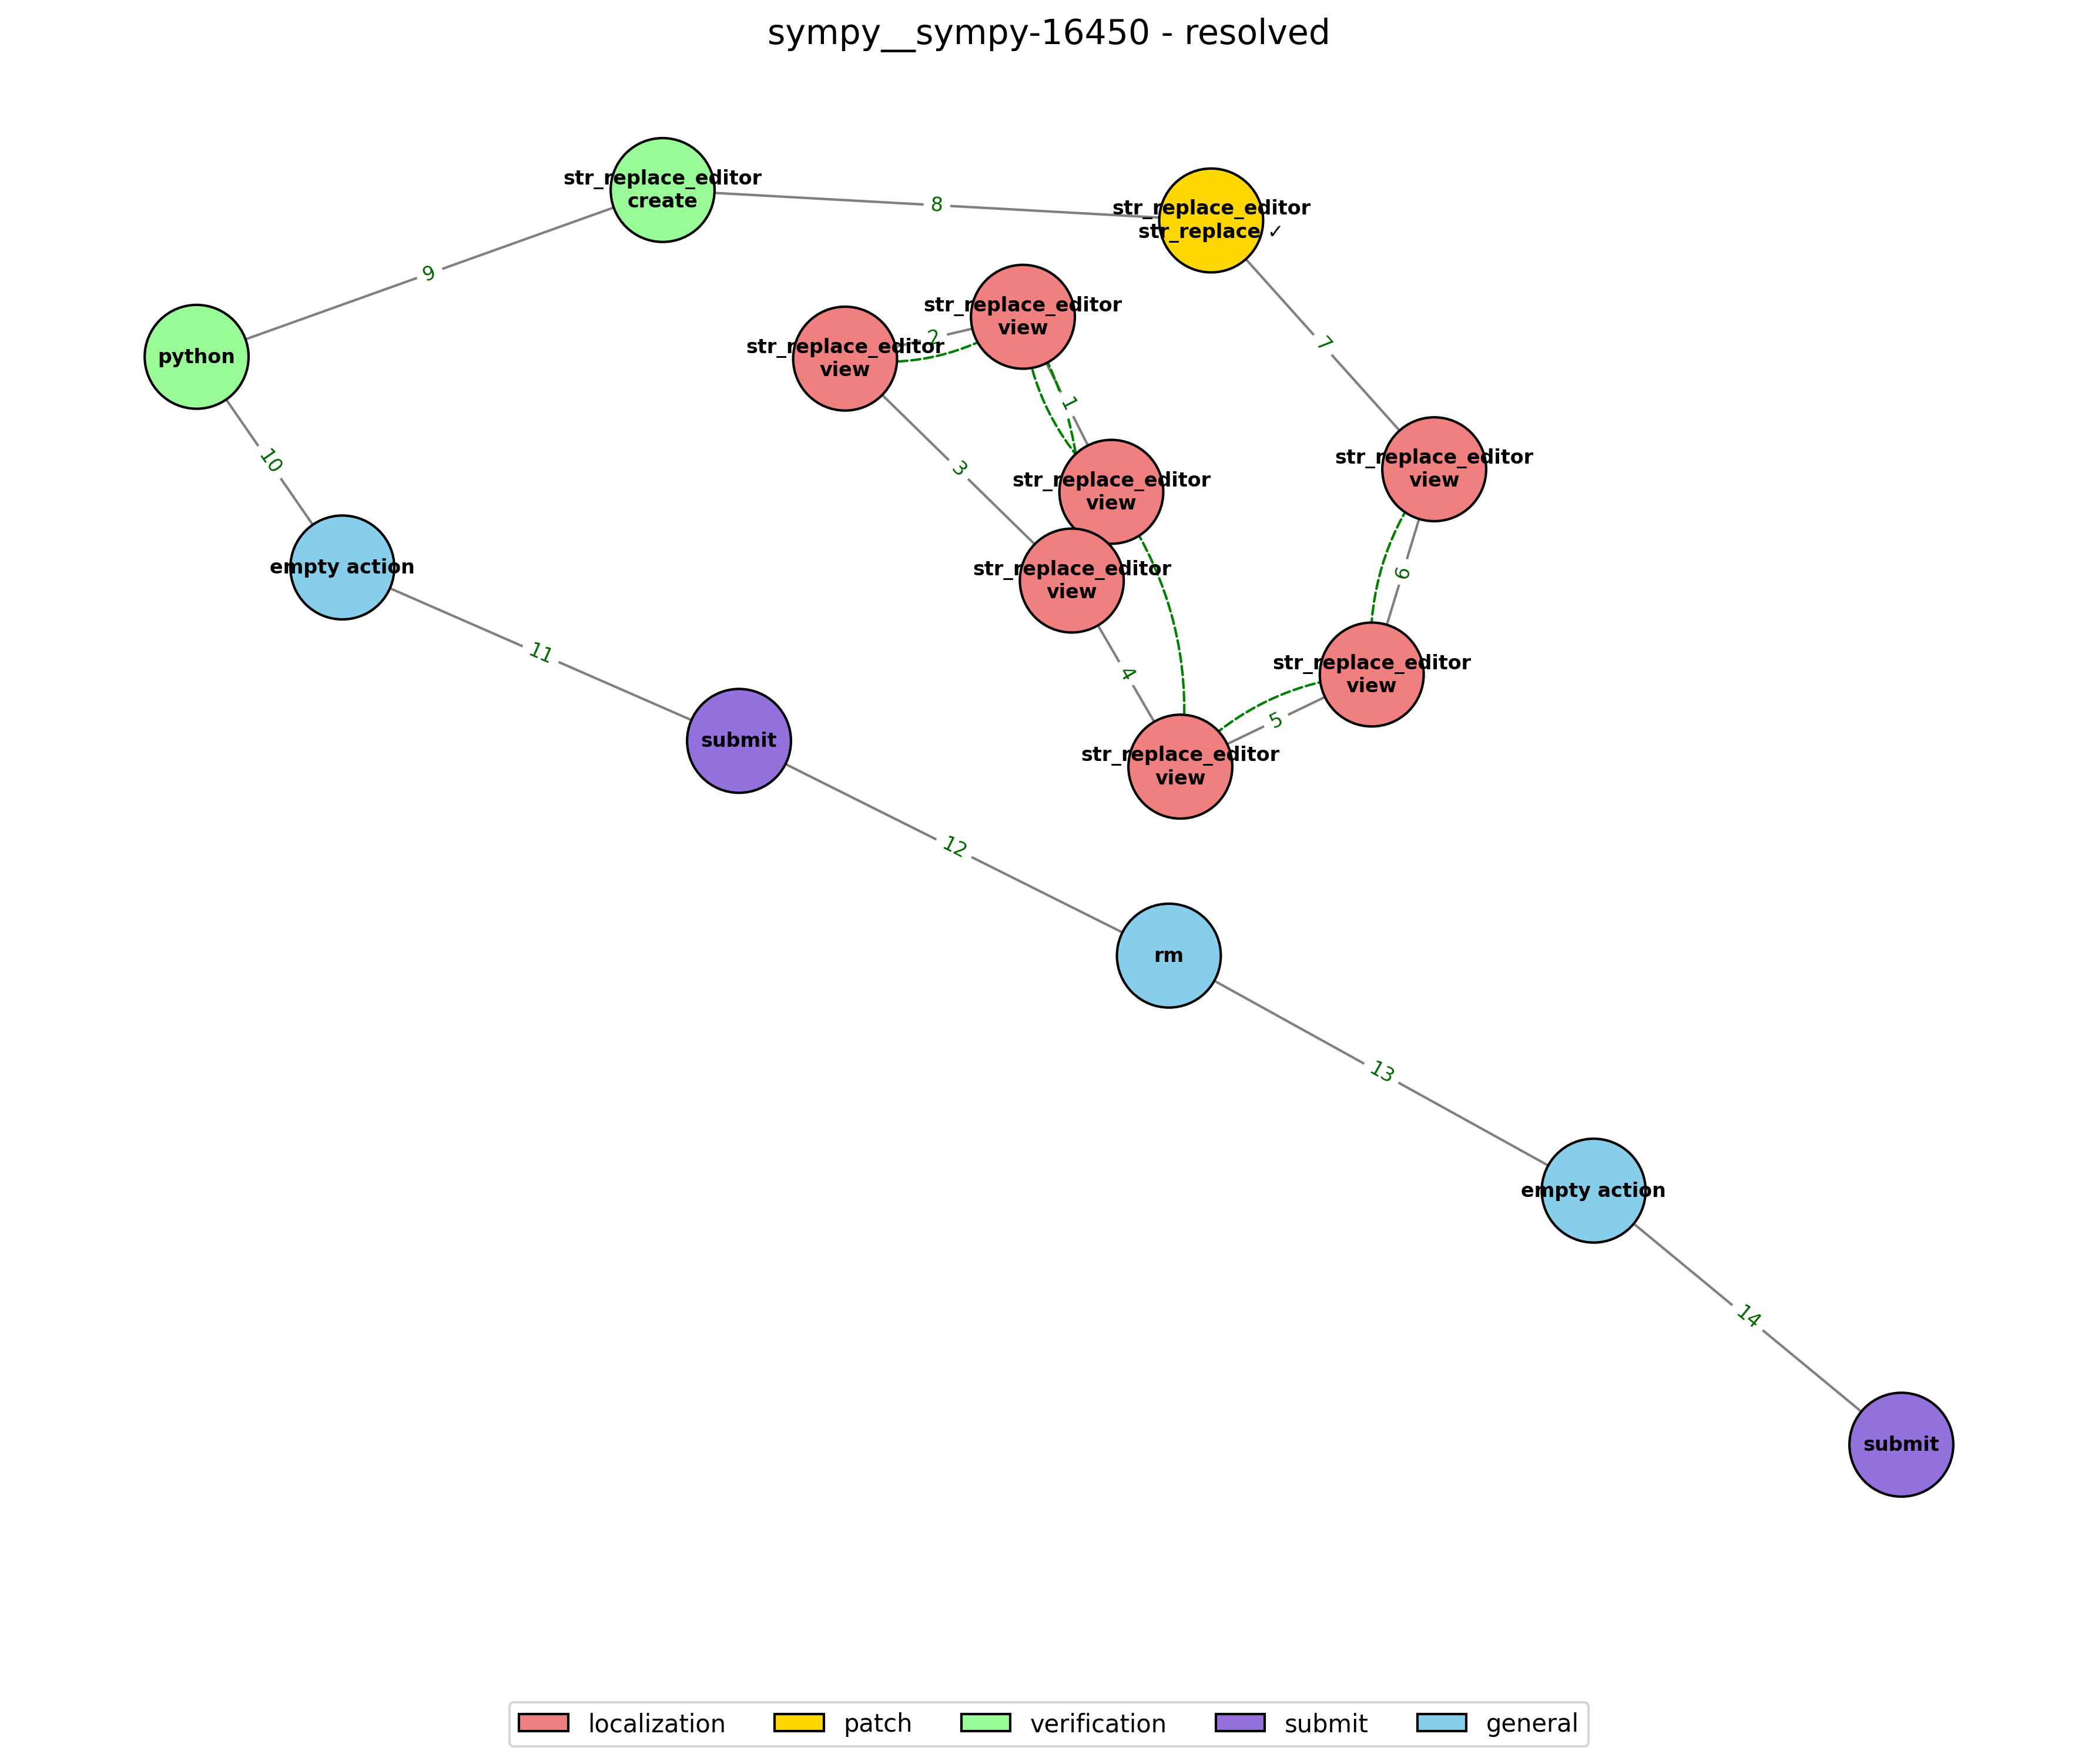 sympy__sympy-16450 - resolved
str_replace_editor
create
8
str_replace_editor
str_replace ✓
9
python
str_replace_editor
view
2
str_replace_editor
view
7
1
3
str_replace_editor
view
str_replace_editor
view
10
empty action
str_replace_editor
view
6
11
4
str_replace_editor
view
5
submit
str_replace_editor
view
12
rm
13
empty action
14
submit
localization
patch
verification
submit
general